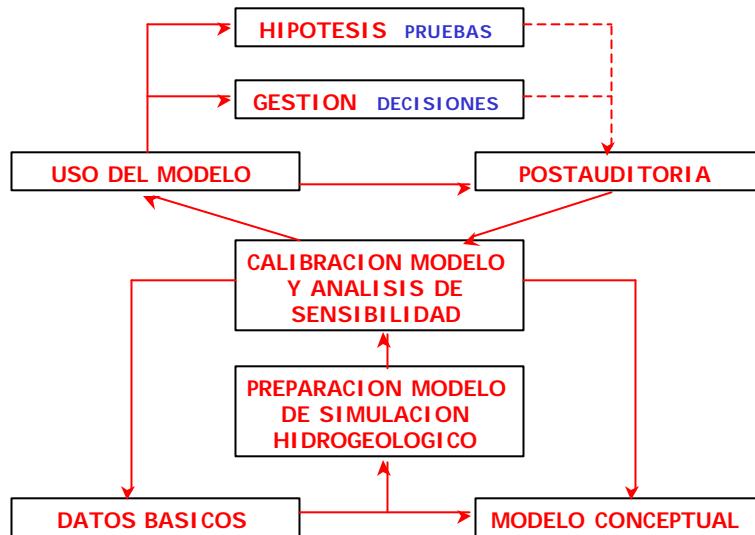 HIPOTESIS PRUEBAS
GESTION DECISIONES
USO DEL MODELO
POSTAUDITORIA
CALIBRACION MODELO
Y ANALISIS DE
SENSIBILIDAD
PREPARACION MODELO
DE SIMULACION
HIDROGEOLOGICO
DATOS BASICOS
MODELO CONCEPTUAL